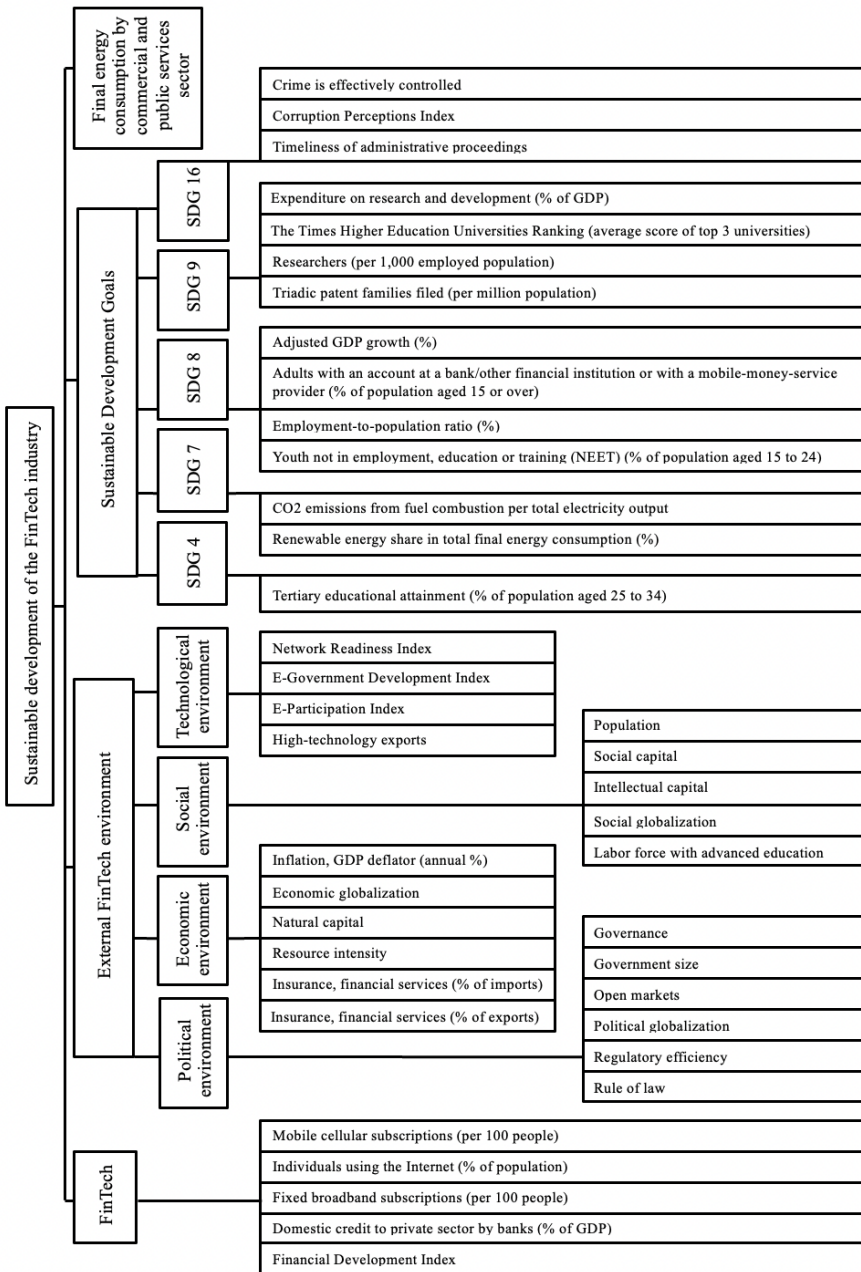 Sustainable development of the FinTech industry
Final energy
consumption by
commercial and
public services
sector
Sustainable Development Goals
SDG 16
Crime is effectively controlled
Corruption Perceptions Index
Timeliness of administrative proceedings
SDG 9
Expenditure on research and development (% of GDP)
The Times Higher Education Universities Ranking (average score of top 3 universities)
Researchers (per 1,000 employed population)
Triadic patent families filed (per million population)
SDG 8
Adjusted GDP growth (%)
Adults with an account at a bank/other financial institution or with a mobile-money-service
provider (% of population aged 15 or over)
Employment-to-population ratio (%)
Youth not in employment, education or training (NEET) (% of population aged 15 to 24)
SDG 7
CO2 emissions from fuel combustion per total electricity output
Renewable energy share in total final energy consumption (%)
SDG 4
Tertiary educational attainment (% of population aged 25 to 34)
External FinTech environment
Technological
environment
Network Readiness Index
E-Government Development Index
E-Participation Index
High-technology exports
Social
environment
Population
Social capital
Intellectual capital
Social globalization
Labor force with advanced education
Economic
environment
Inflation, GDP deflator (annual %)
Economic globalization
Natural capital
Resource intensity
Insurance, financial services (% of imports)
Insurance, financial services (% of exports)
Political
environment
Governance
Government size
Open markets
Political globalization
Regulatory efficiency
Rule of law
FinTech
Mobile cellular subscriptions (per 100 people)
Individuals using the Internet (% of population)
Fixed broadband subscriptions (per 100 people)
Domestic credit to private sector by banks (% of GDP)
Financial Development Index